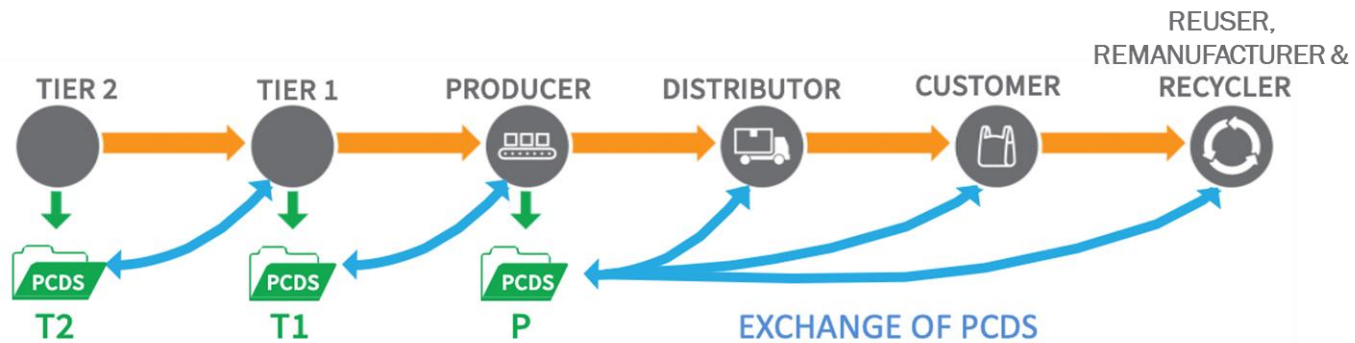 REUSER,
REMANUFACTURER &
TIER 2 TIER 1 PRODUCER DISTRIBUTOR CUSTOMER RECYCLER
PCDS PCDS PCDS
T2 T1 P EXCHANGE OF PCDS